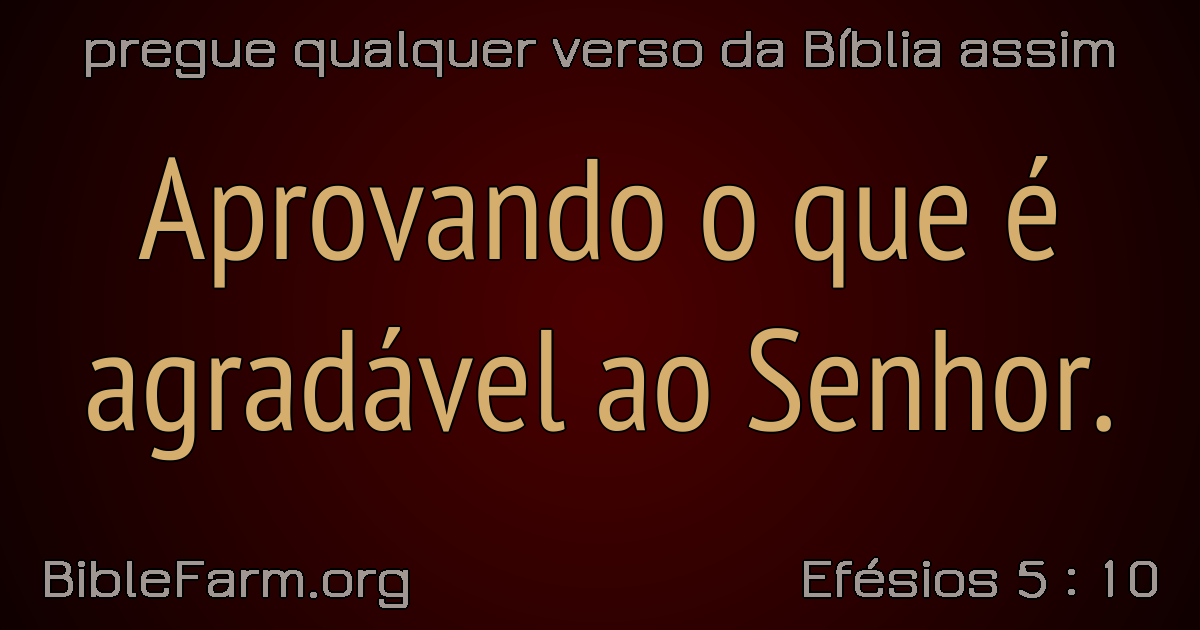 pregue qualquer verso da Bíblia assim
Aprovando o que é
agradável ao Senhor.
BibleFarm.org
Efésios 5 : 10